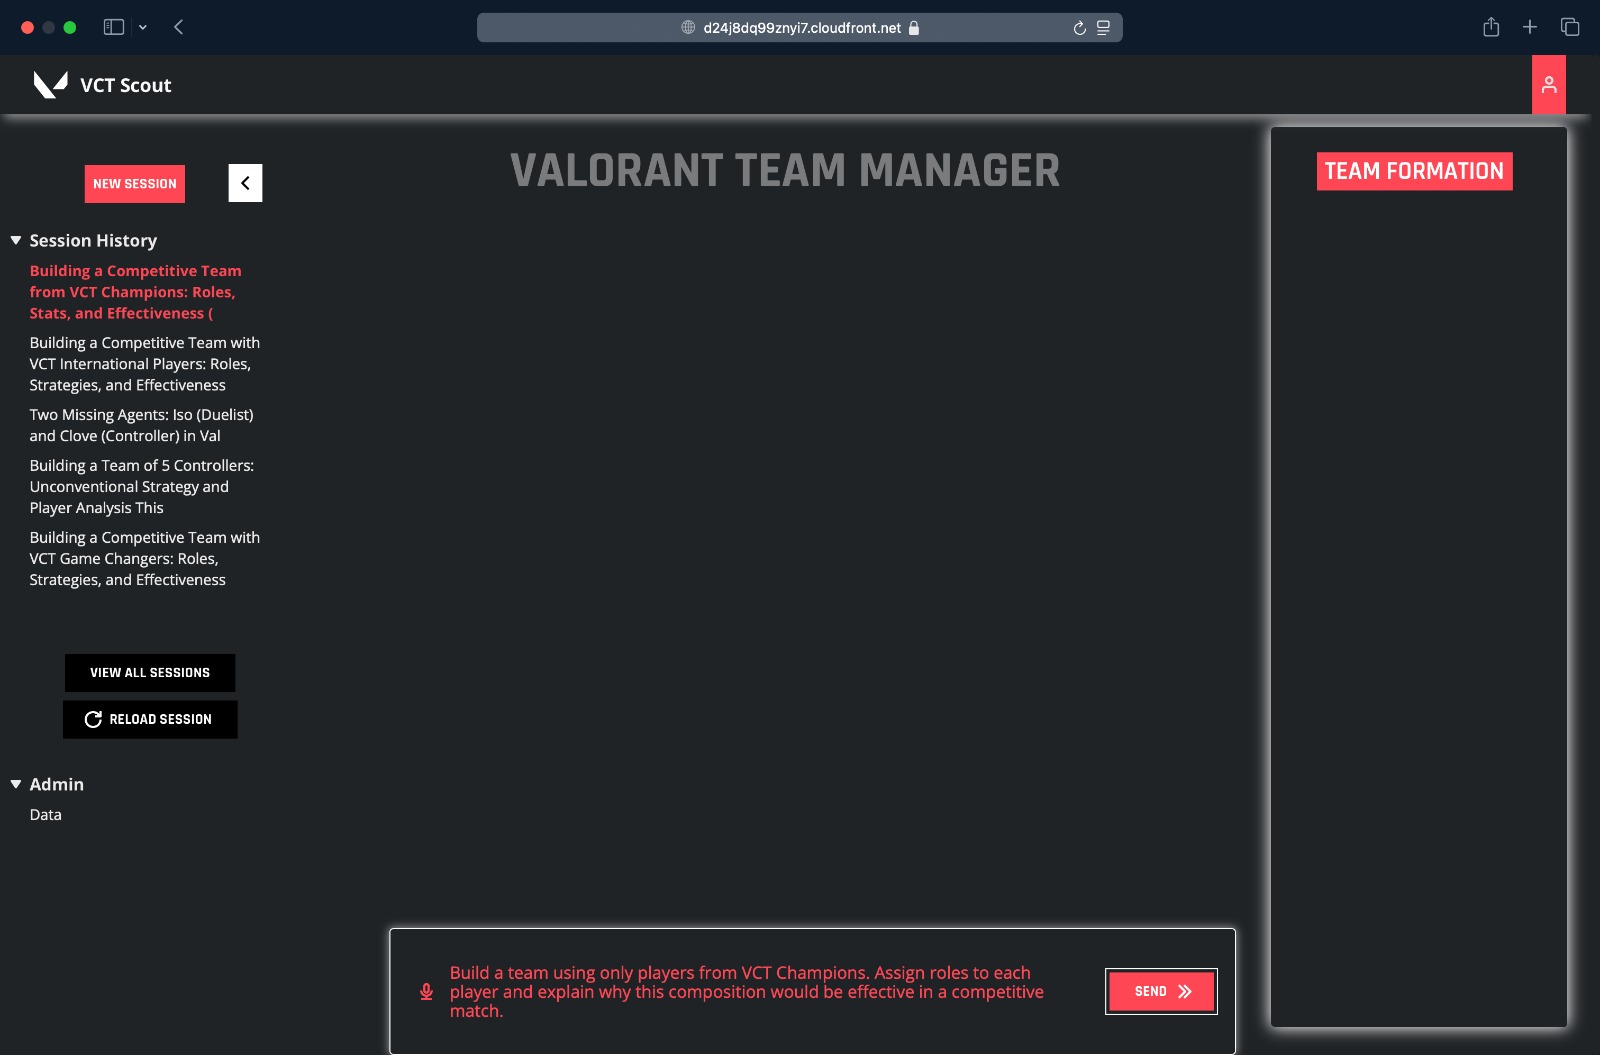 d24j8dq99znyi7.cloudfront.net
VCT Scout
NEW SESSION
Session History
Building a Competitive Team
from VCT Champions: Roles,
Stats, and Effectiveness (
Building a Competitive Team with
VCT International Players: Roles,
Strategies, and Effectiveness
Two Missing Agents: Iso (Duelist)
and Clove (Controller) in Val
Building a Team of 5 Controllers:
Unconventional Strategy and
Player Analysis This
Building a Competitive Team with
VCT Game Changers: Roles,
Strategies, and Effectiveness
VIEW ALL SESSIONS
RELOAD SESSION
Admin
Data
VALORANT TEAM MANAGER
Build a team using only players from VCT Champions. Assign roles to each
player and explain why this composition would be effective in a competitive
match.
SEND
TEAM FORMATION